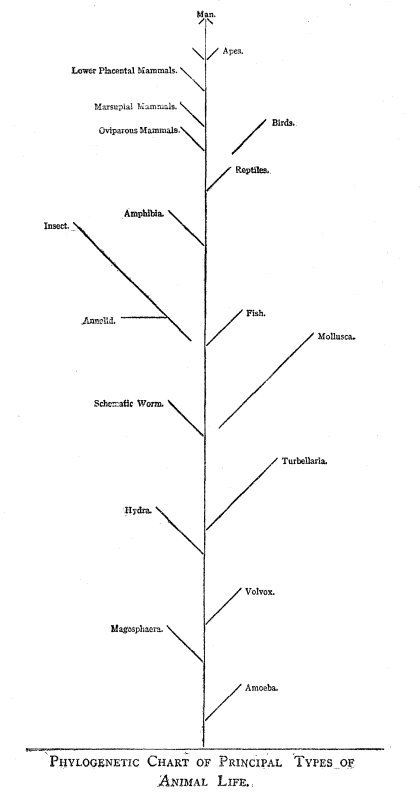 Man.
Apes.
Lower Placental Mammals.
Marsupial Mammals.
Birds.
Oviparous Mammals.
Reptiles.
Amphibia.
Insect.
Fish.
Annelid.
Mollusca.
Schematic Worm.
Turbellaria.
Hydra.
Volvox.
Magosphaera.
Amoeba.
PHYLOGENETIC CHART OF PRINCIPAL TYPES OF
ANIMAL LIFE.